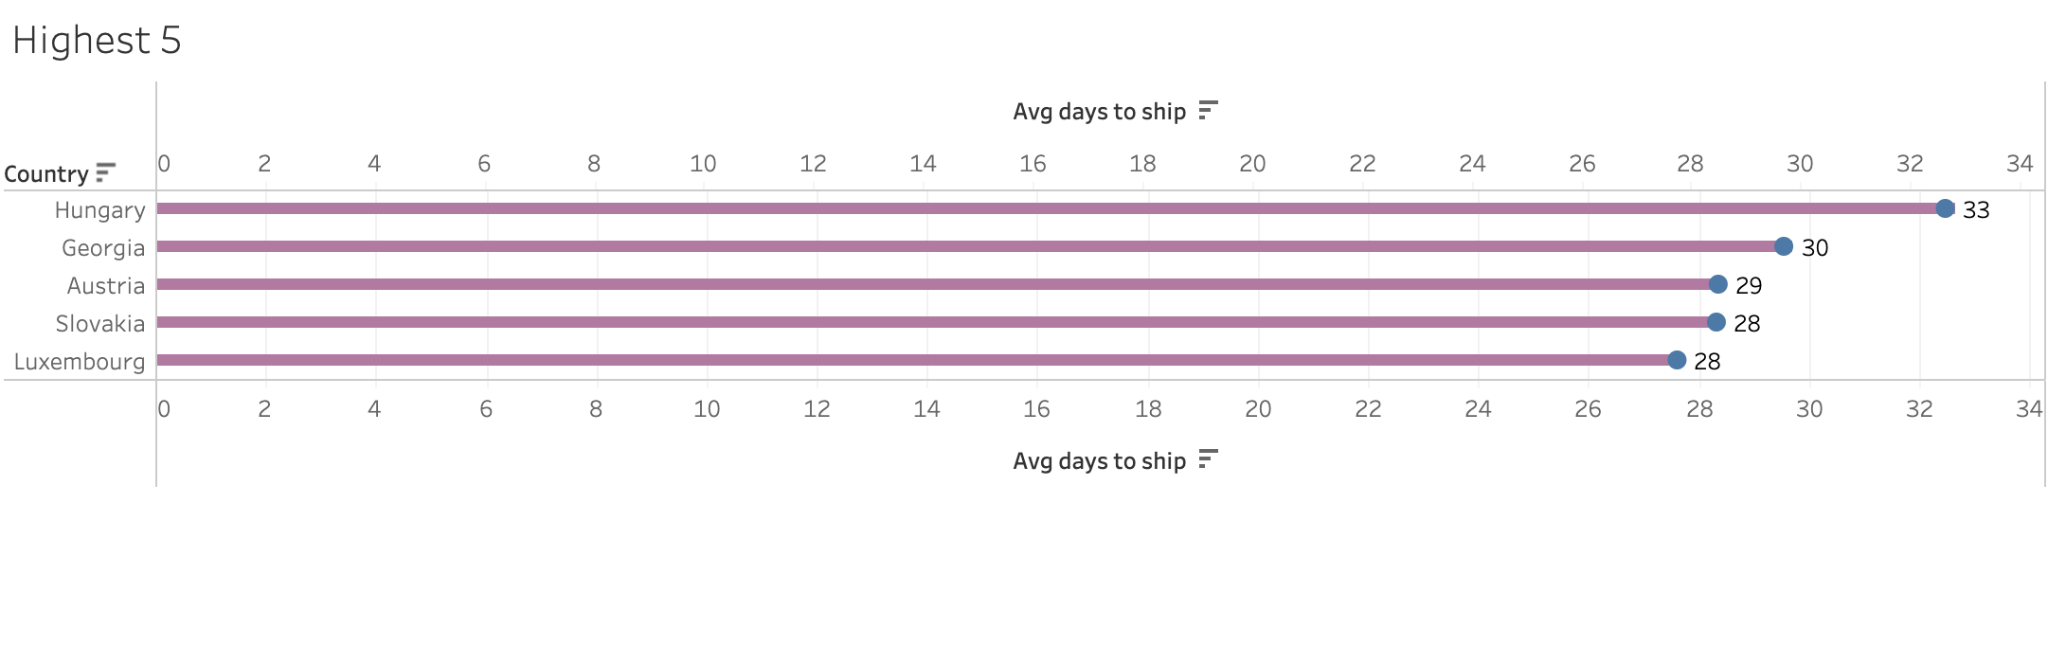 Highest 5
Avg days to ship
Country 0 2 4 6 8 10 12 14 16 18 20 22 24 26 28 30 32 34
Hungary 33
Georgia 30
Austria 29
Slovakia 28
Luxembourg 28
0 2 4 6 8 10 12 14 16 18 20 22 24 26 28 30 32 34
Avg days to ship